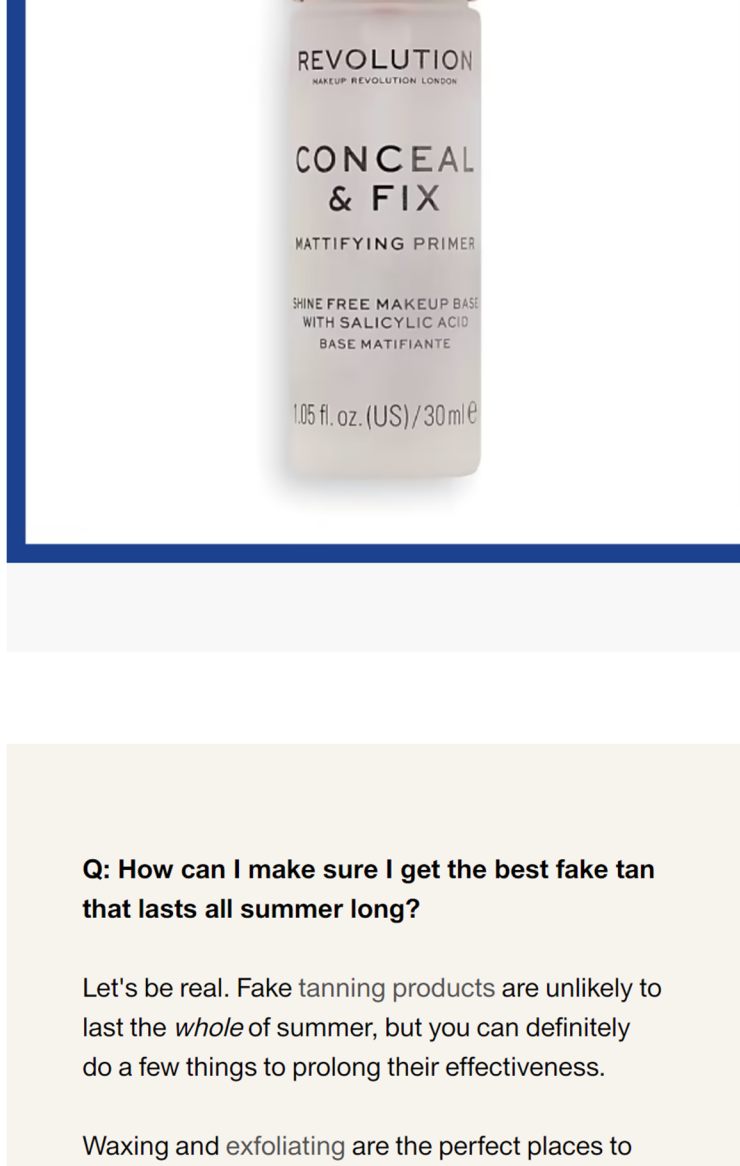 REVOLUTION
MAKEUP REVOLUTION LONDON
CONCEAL
& FIX
MATTIFYING PRIMER
SHINE FREE MAKEUP BASE
WITH SALICYLIC ACID
BASE MATIFIANTE
1.05 fl. oz. (US) / 30 ml e
Q: How can I make sure I get the best fake tan
that lasts all summer long?
Let's be real. Fake tanning products are unlikely to
last the whole of summer, but you can definitely
do a few things to prolong their effectiveness.
Waxing and exfoliating are the perfect places to